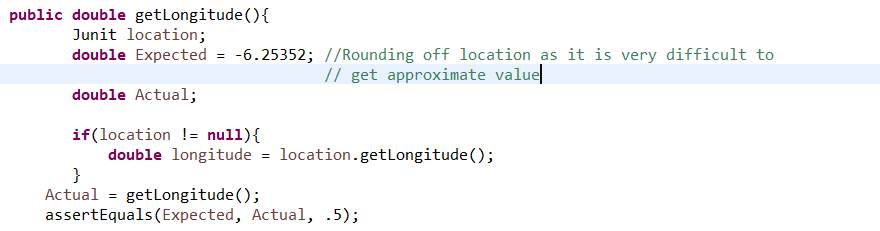 public double getLongitude(){
Junit location;
double Expected = -6.25352; //Rounding off location as it is very difficult to
// get approximate value
double Actual;
if(location != null){
double longitude = location.getLongitude();
}
Actual = getLongitude();
assertEquals(Expected, Actual, .5);